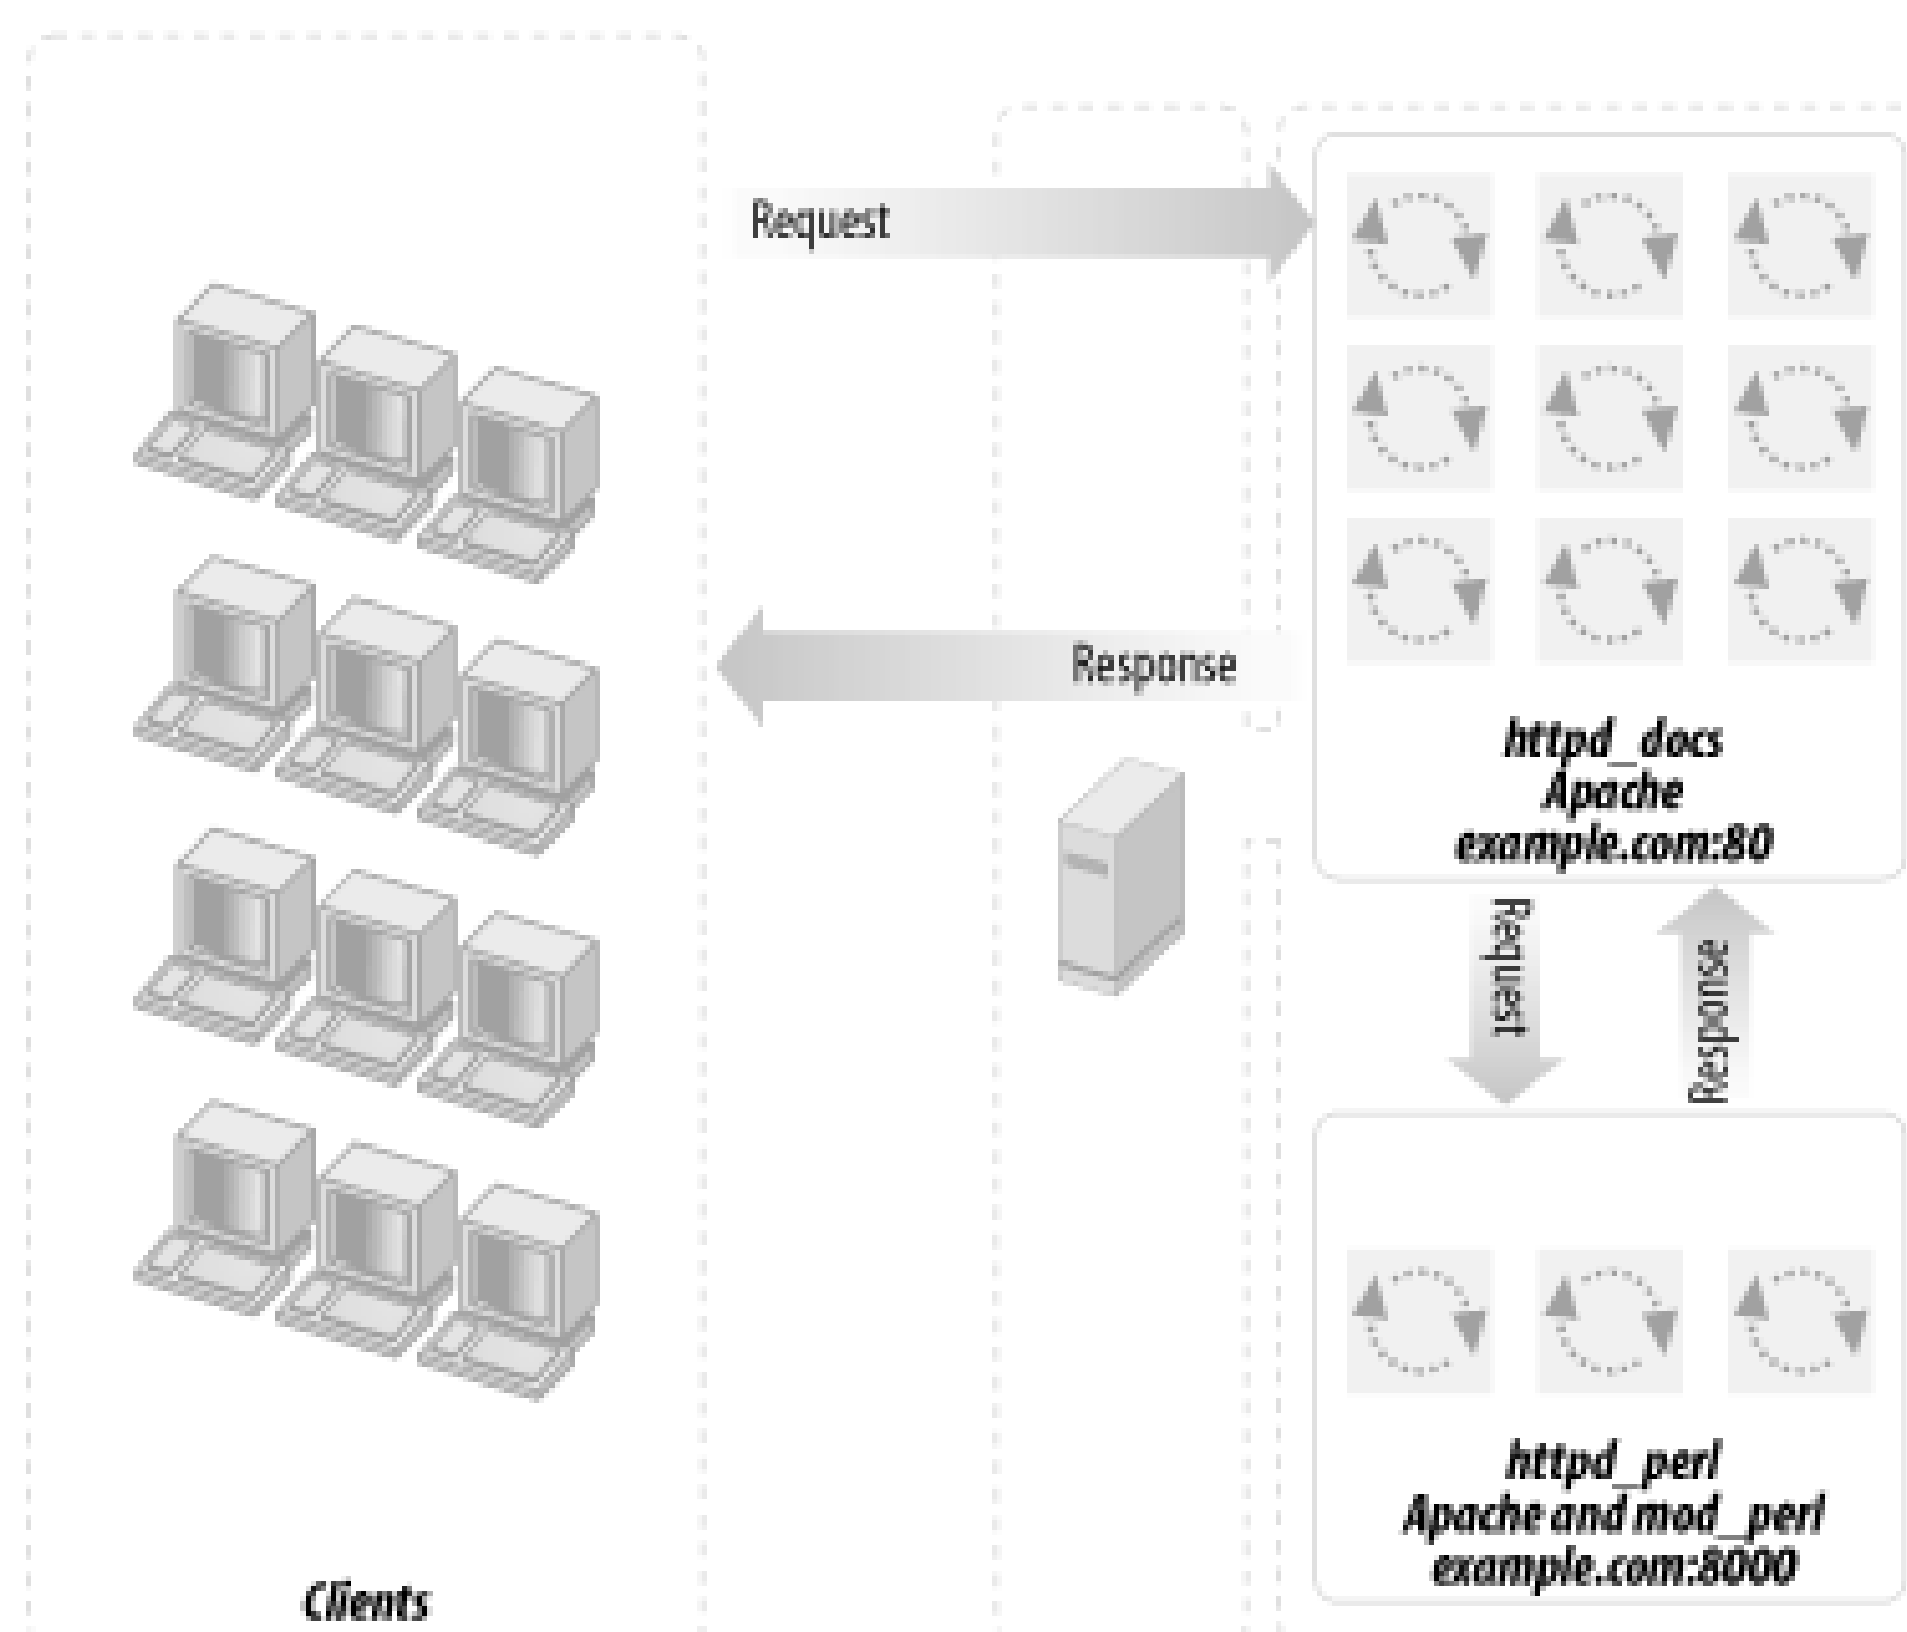 Request
Response
httpd_docs
Apache
example.com:80
Request
Response
httpd_perl
Apache and mod_perl
example.com:8000
Clients